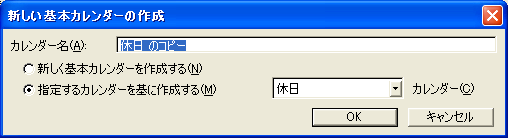 新しい基本カレンダーの作成
カレンダー名(A): 休日 のコピー
新しく基本カレンダーを作成する(N)
指定するカレンダーを基に作成する(M) 休日 カレンダー(C)
OK キャンセル